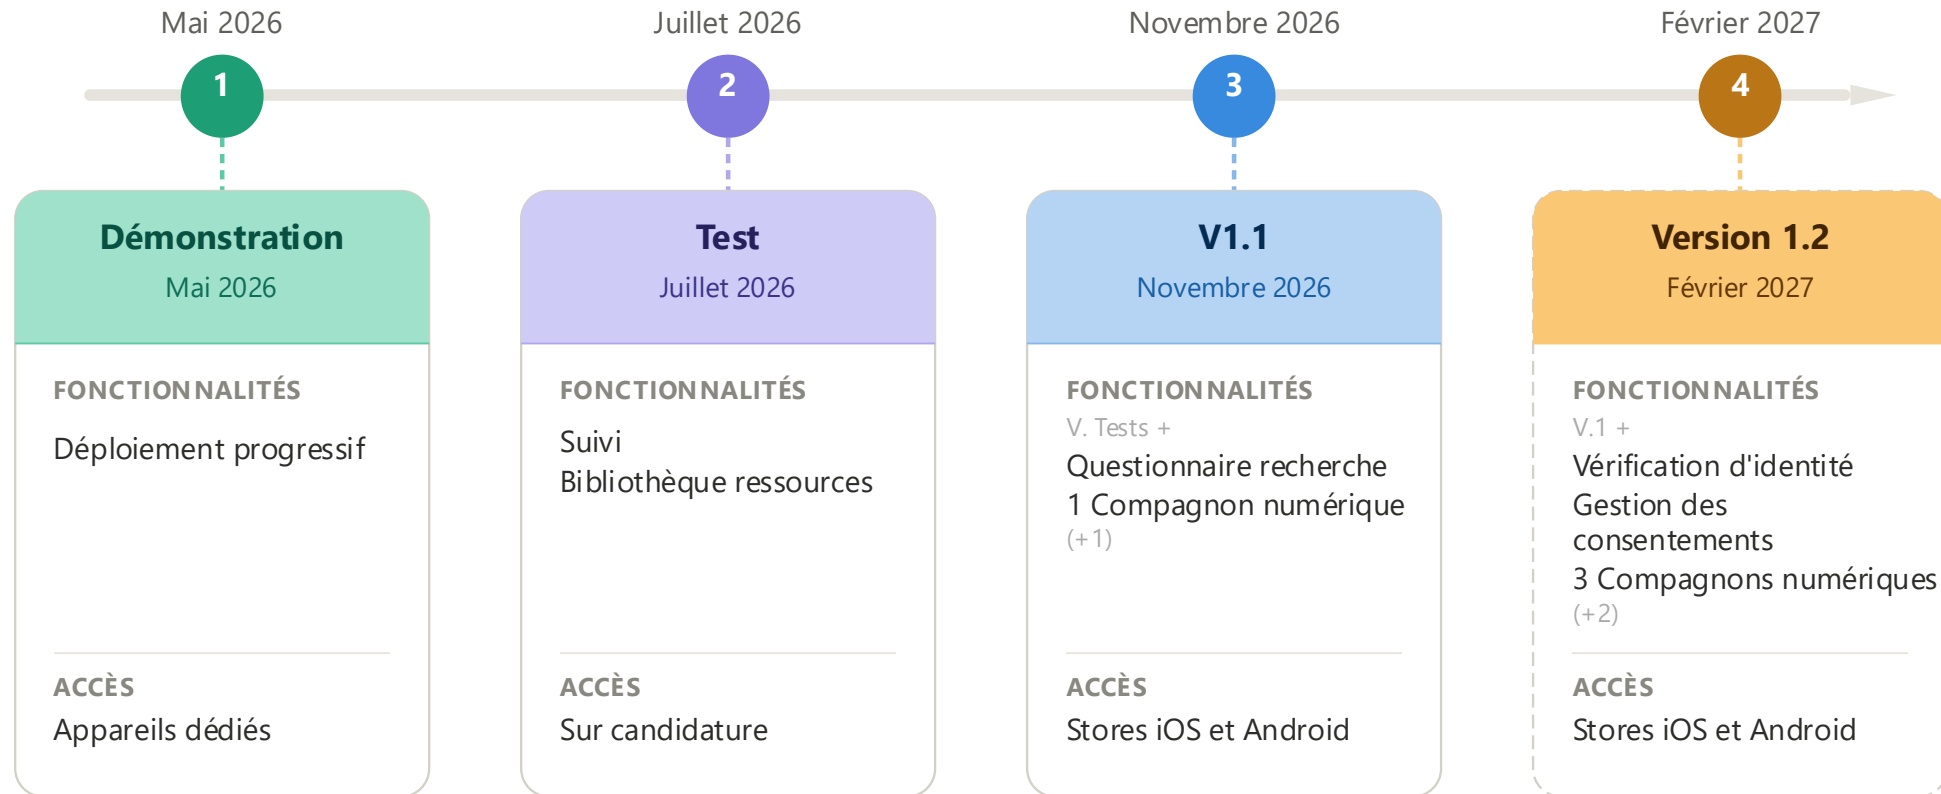 Mai 2026
Juillet 2026
Novembre 2026
Février 2027
1
2
3
4
Démonstration
Mai 2026
FONCTIONNALITÉS
Déploiement progressif
ACCÈS
Appareils dédiés
Test
Juillet 2026
FONCTIONNALITÉS
Suivi
Bibliothèque ressources
ACCÈS
Sur candidature
V1.1
Novembre 2026
FONCTIONNALITÉS
V. Tests +
Questionnaire recherche
1 Compagnon numérique
(+1)
ACCÈS
Stores iOS et Android
Version 1.2
Février 2027
FONCTIONNALITÉS
V.1 +
Vérification d'identité
Gestion des
consentements
3 Compagnons numériques
(+2)
ACCÈS
Stores iOS et Android